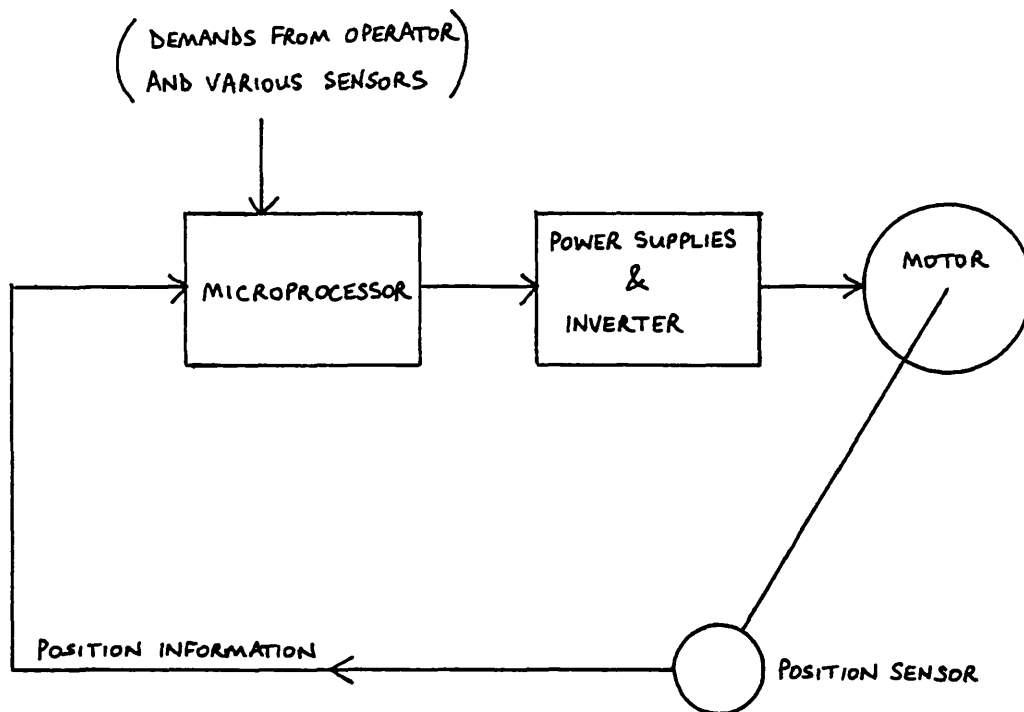 (DEMANDS FROM OPERATOR
AND VARIOUS SENSORS)
MICROPROCESSOR
POWER SUPPLIES
&
INVERTER
MOTOR
POSITION INFORMATION
POSITION SENSOR